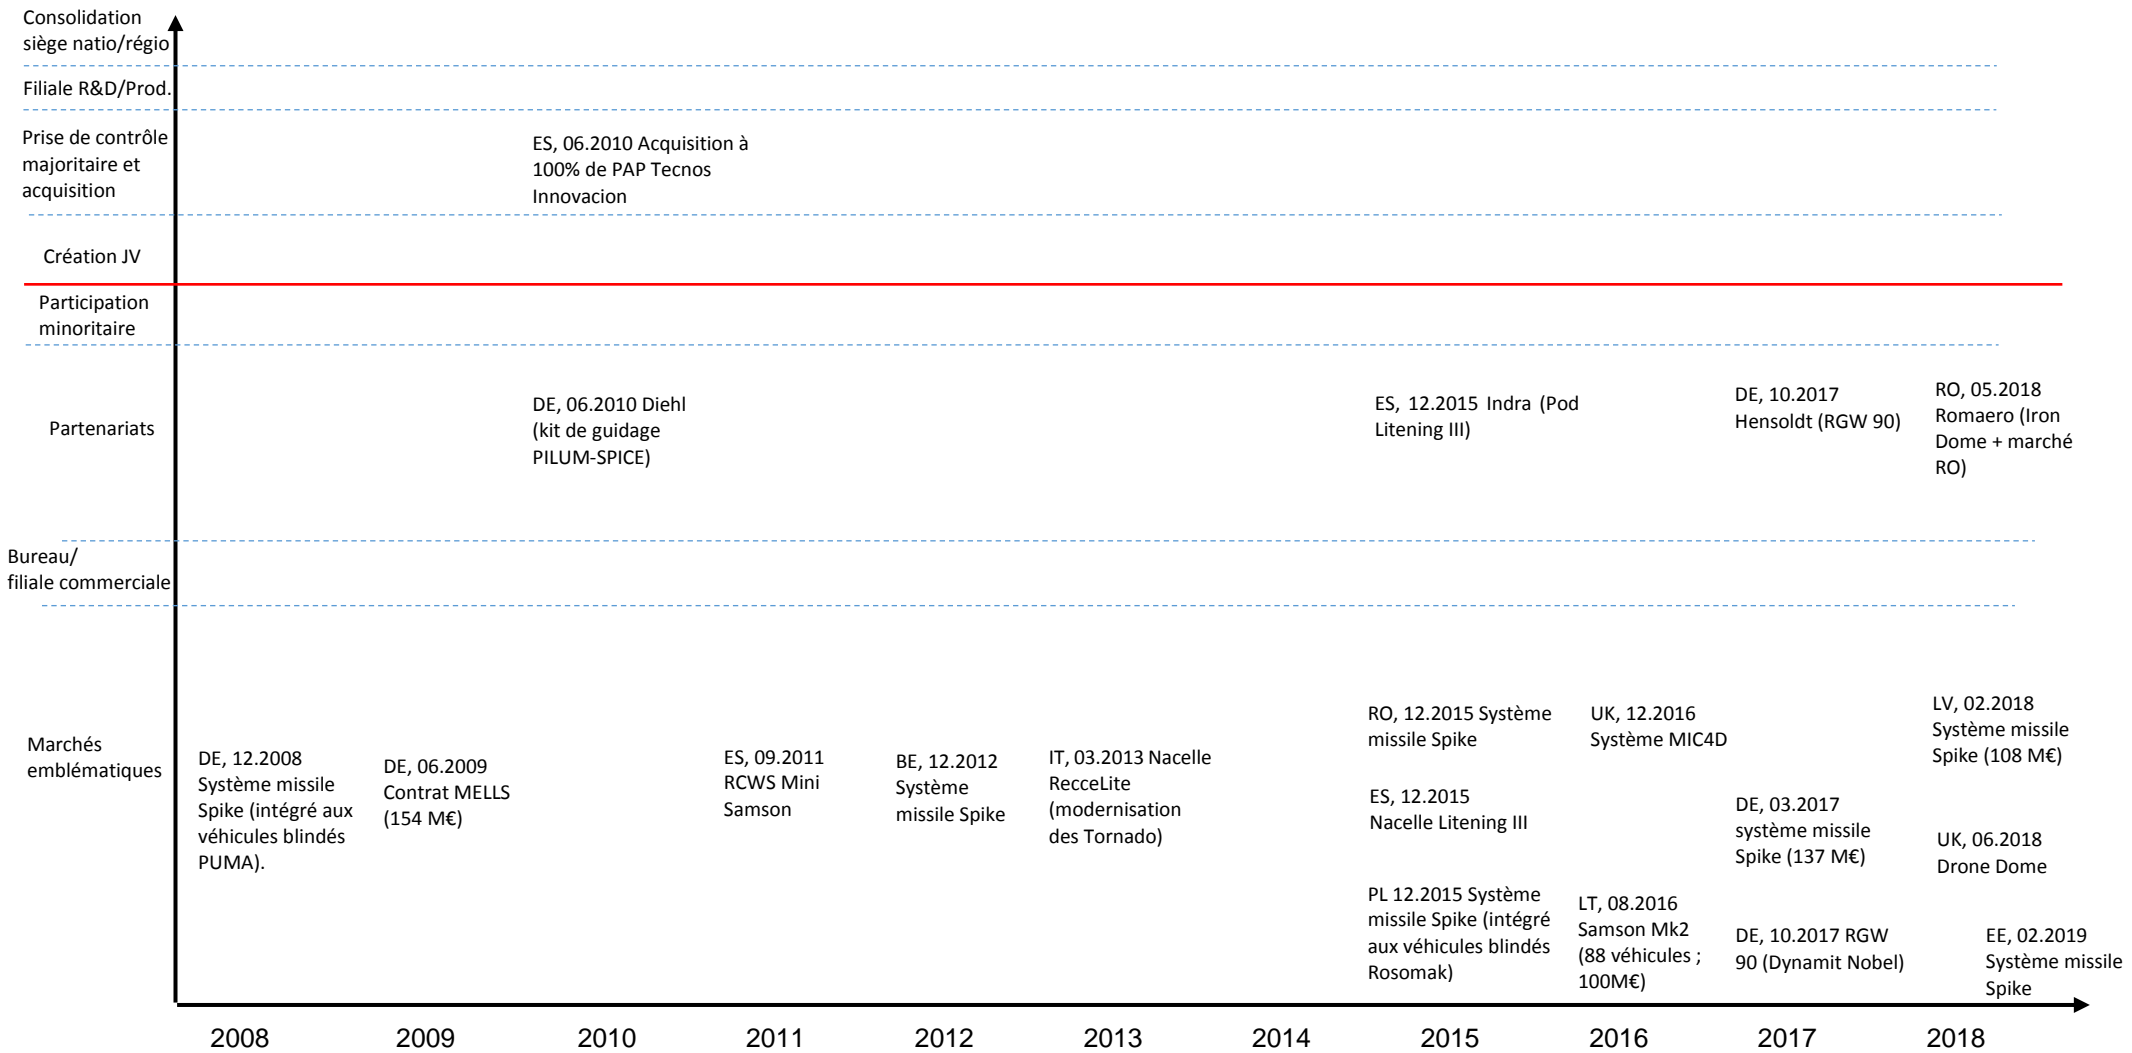 Consolidation
siège natio/régio
Filiale R&D/Prod.
Prise de contrôle
majoritaire et
acquisition
ES, 06.2010 Acquisition à
100% de PAP Tecnos
Innovacion
Création JV
Participation
minoritaire
Partenariats
DE, 06.2010 Diehl
(kit de guidage
PILUM-SPICE)
ES, 12.2015 Indra (Pod
Litening III)
DE, 10.2017
Hensoldt (RGW 90)
RO, 05.2018
Romaero (Iron
Dome + marché
RO)
Bureau/
filiale commerciale
Marchés
emblématiques
DE, 12.2008
Système missile
Spike (intégré aux
véhicules blindés
PUMA).
DE, 06.2009
Contrat MELLS
(154 M€)
ES, 09.2011
RCWS Mini
Samson
BE, 12.2012
Système
missile Spike
IT, 03.2013 Nacelle
RecceLite
(modernisation
des Tornado)
RO, 12.2015 Système
missile Spike
ES, 12.2015
Nacelle Litening III
PL 12.2015 Système
missile Spike (intégré
aux véhicules blindés
Rosomak)
UK, 12.2016
Système MIC4D
LT, 08.2016
Samson Mk2
(88 véhicules ;
100M€)
DE, 03.2017
système missile
Spike (137 M€)
DE, 10.2017 RGW
90 (Dynamit Nobel)
LV, 02.2018
Système missile
Spike (108 M€)
UK, 06.2018
Drone Dome
EE, 02.2019
Système missile
Spike
2008 2009 2010 2011 2012 2013 2014 2015 2016 2017 2018